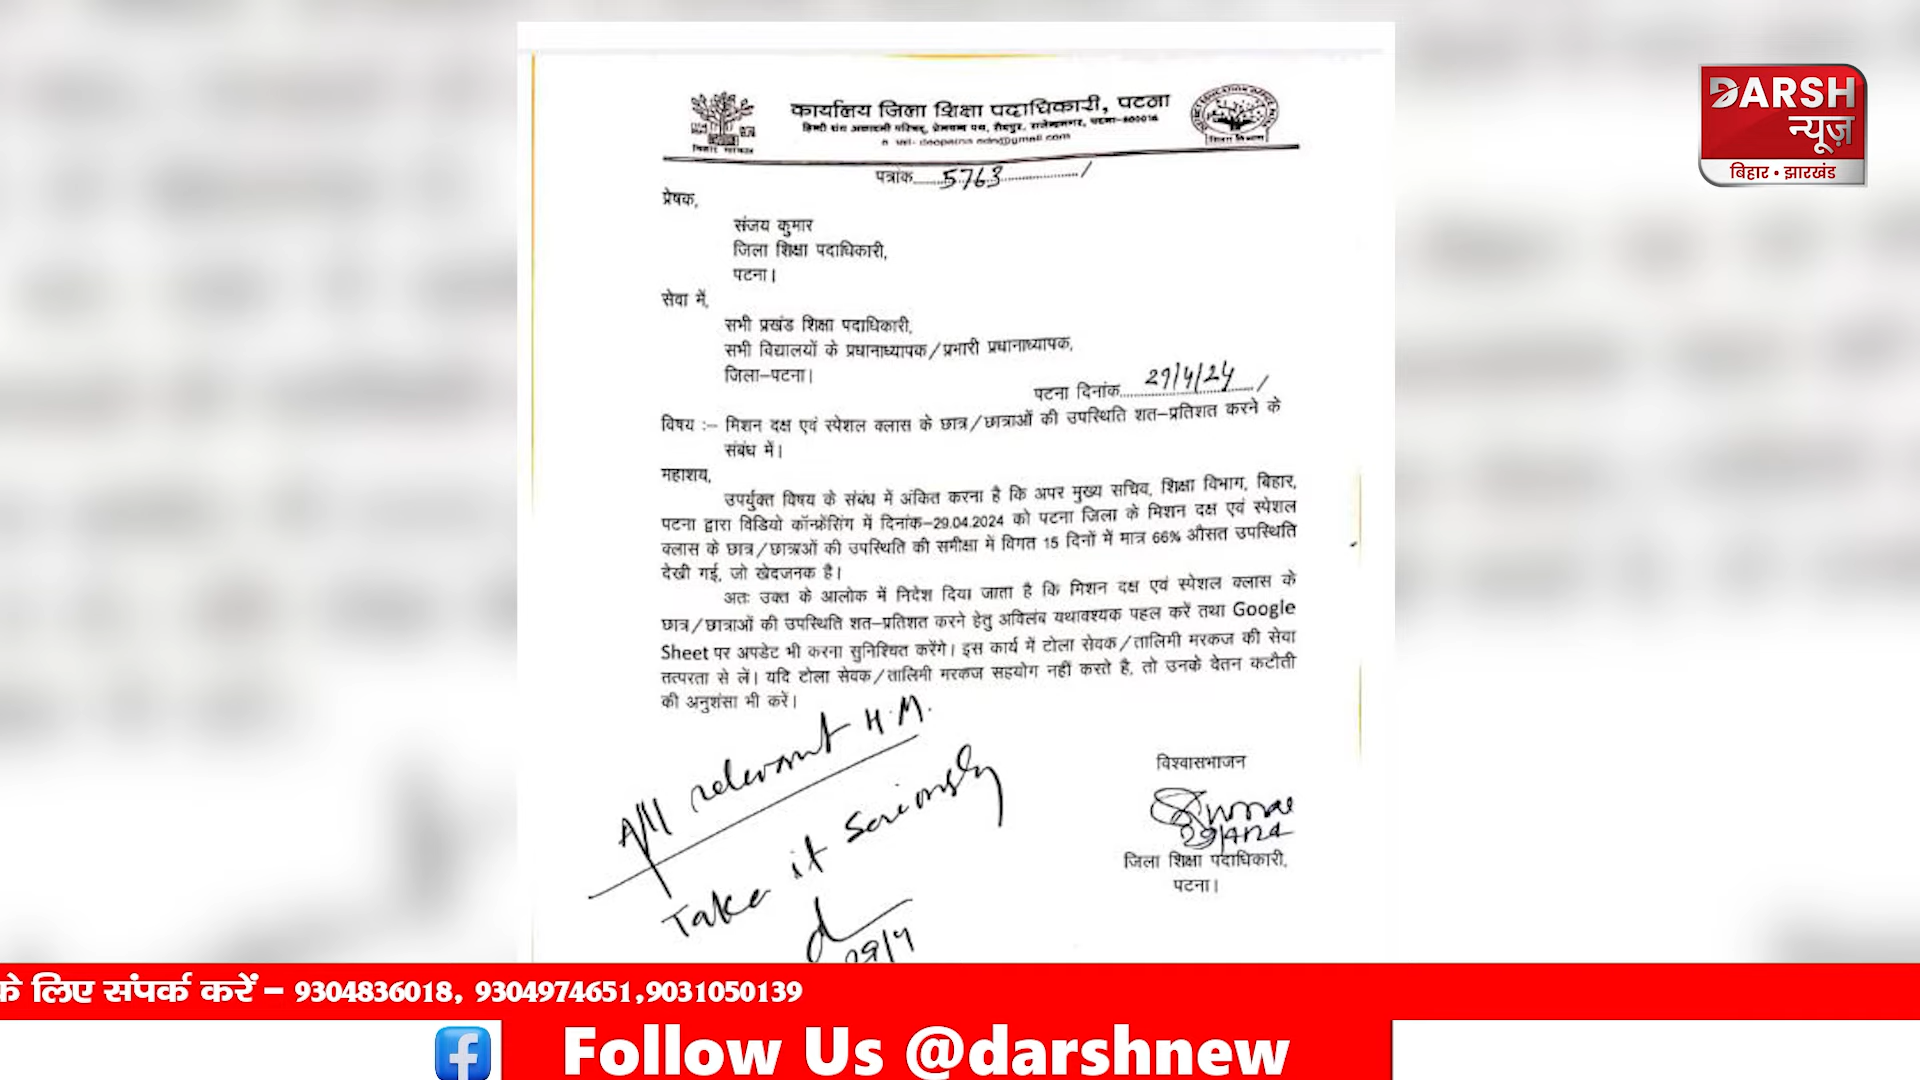 DARSH
न्यूज़
बिहार • झारखंड
बिहार सरकार
कार्यालय जिला शिक्षा पदाधिकारी, पटना
पत्रांक 5763 /
प्रेषक,
संजय कुमार
जिला शिक्षा पदाधिकारी,
पटना।
सेवा में,
सभी प्रखंड शिक्षा पदाधिकारी,
सभी विद्यालयों के प्रधानाध्यापक/प्रभारी प्रधानाध्यापक,
जिला–पटना।
पटना दिनांक 29/4/24 /
विषय :– मिशन दक्ष एवं स्पेशल क्लास के छात्र/छात्राओं की उपस्थिति शत–प्रतिशत करने के
संबंध में।
महाशय,
उपर्युक्त विषय के संबंध में अंकित करना है कि अपर मुख्य सचिव, शिक्षा विभाग, बिहार,
पटना द्वारा विडियो कॉन्फ्रेंसिंग में दिनांक–29.04.2024 को पटना जिला के मिशन दक्ष एवं स्पेशल
क्लास के छात्र/छात्राओं की उपस्थिति की समीक्षा में विगत 15 दिनों में मात्र 66% औसत उपस्थिति
देखी गई, जो खेदजनक है।
अतः उक्त के आलोक में निदेश दिया जाता है कि मिशन दक्ष एवं स्पेशल क्लास के
छात्र/छात्राओं की उपस्थिति शत–प्रतिशत करने हेतु अविलंब यथावश्यक पहल करें तथा Google
Sheet पर अपडेट भी करना सुनिश्चित करेंगे। इस कार्य में टोला सेवक/तालिमी मरकज की सेवा
तत्परता से लें। यदि टोला सेवक/तालिमी मरकज सहयोग नहीं करते है, तो उनके वेतन कटौती
की अनुशंसा भी करें।
All relevant H.M.
Take it Seriously
29/4
विश्वासभाजन
29/4/24
जिला शिक्षा पदाधिकारी,
पटना।
के लिए संपर्क करें – 9304836018, 9304974651,9031050139
Follow Us @darshnew